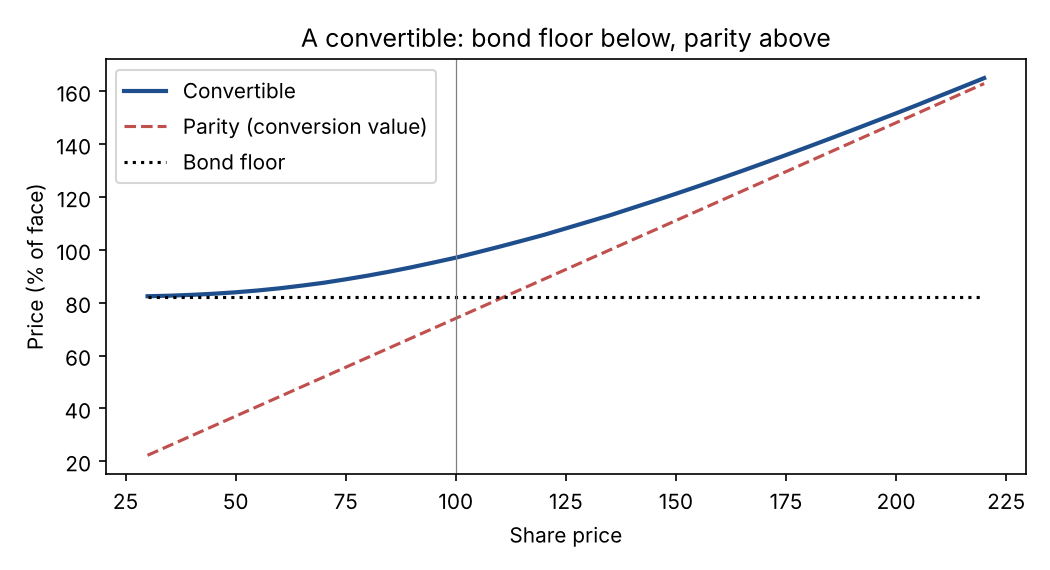 A convertible: bond floor below, parity above
Convertible
Parity (conversion value)
Bond floor
Price (% of face)
160
140
120
100
80
60
40
20
25 50 75 100 125 150 175 200 225
Share price